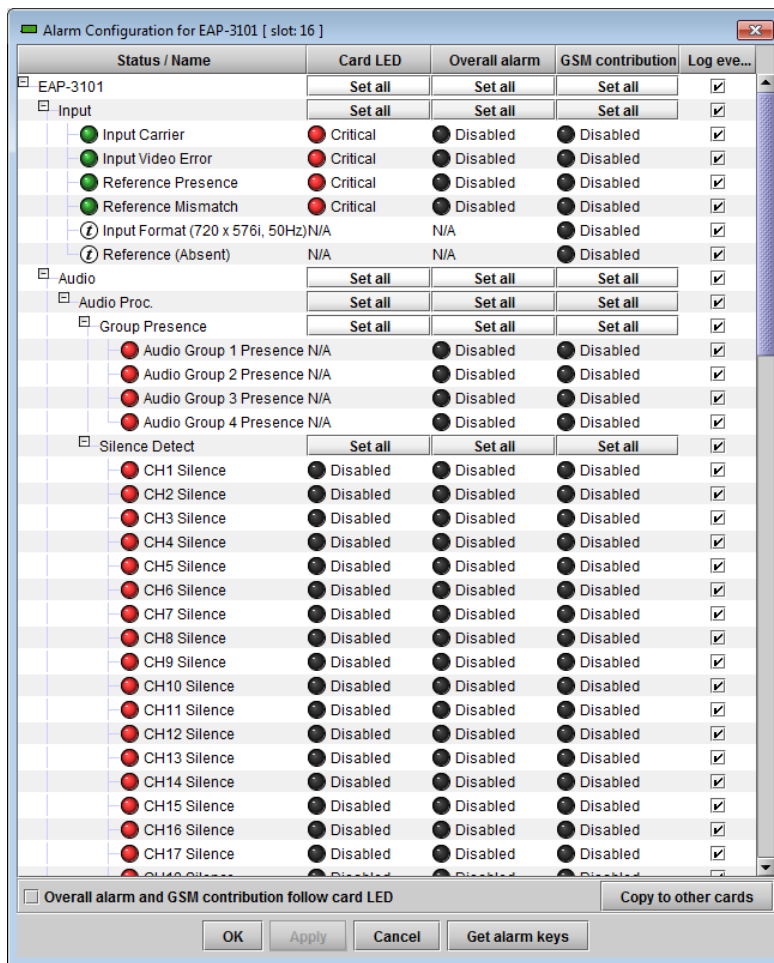 Alarm Configuration for EAP-3101 [ slot: 16 ]
Status / Name Card LED Overall alarm GSM contribution Log eve...
EAP-3101 Set all Set all Set all
Input Set all Set all Set all
Input Carrier Critical Disabled Disabled
Input Video Error Critical Disabled Disabled
Reference Presence Critical Disabled Disabled
Reference Mismatch Critical Disabled Disabled
t Input Format (720 x 576i, 50Hz) N/A N/A Disabled
t Reference (Absent) N/A N/A Disabled
Audio Set all Set all Set all
Audio Proc. Set all Set all Set all
Group Presence Set all Set all Set all
Audio Group 1 Presence N/A Disabled Disabled
Audio Group 2 Presence N/A Disabled Disabled
Audio Group 3 Presence N/A Disabled Disabled
Audio Group 4 Presence N/A Disabled Disabled
Silence Detect Set all Set all Set all
CH1 Silence Disabled Disabled Disabled
CH2 Silence Disabled Disabled Disabled
CH3 Silence Disabled Disabled Disabled
CH4 Silence Disabled Disabled Disabled
CH5 Silence Disabled Disabled Disabled
CH6 Silence Disabled Disabled Disabled
CH7 Silence Disabled Disabled Disabled
CH8 Silence Disabled Disabled Disabled
CH9 Silence Disabled Disabled Disabled
CH10 Silence Disabled Disabled Disabled
CH11 Silence Disabled Disabled Disabled
CH12 Silence Disabled Disabled Disabled
CH13 Silence Disabled Disabled Disabled
CH14 Silence Disabled Disabled Disabled
CH15 Silence Disabled Disabled Disabled
CH16 Silence Disabled Disabled Disabled
CH17 Silence Disabled Disabled Disabled
Overall alarm and GSM contribution follow card LED Copy to other cards
OK Apply Cancel Get alarm keys